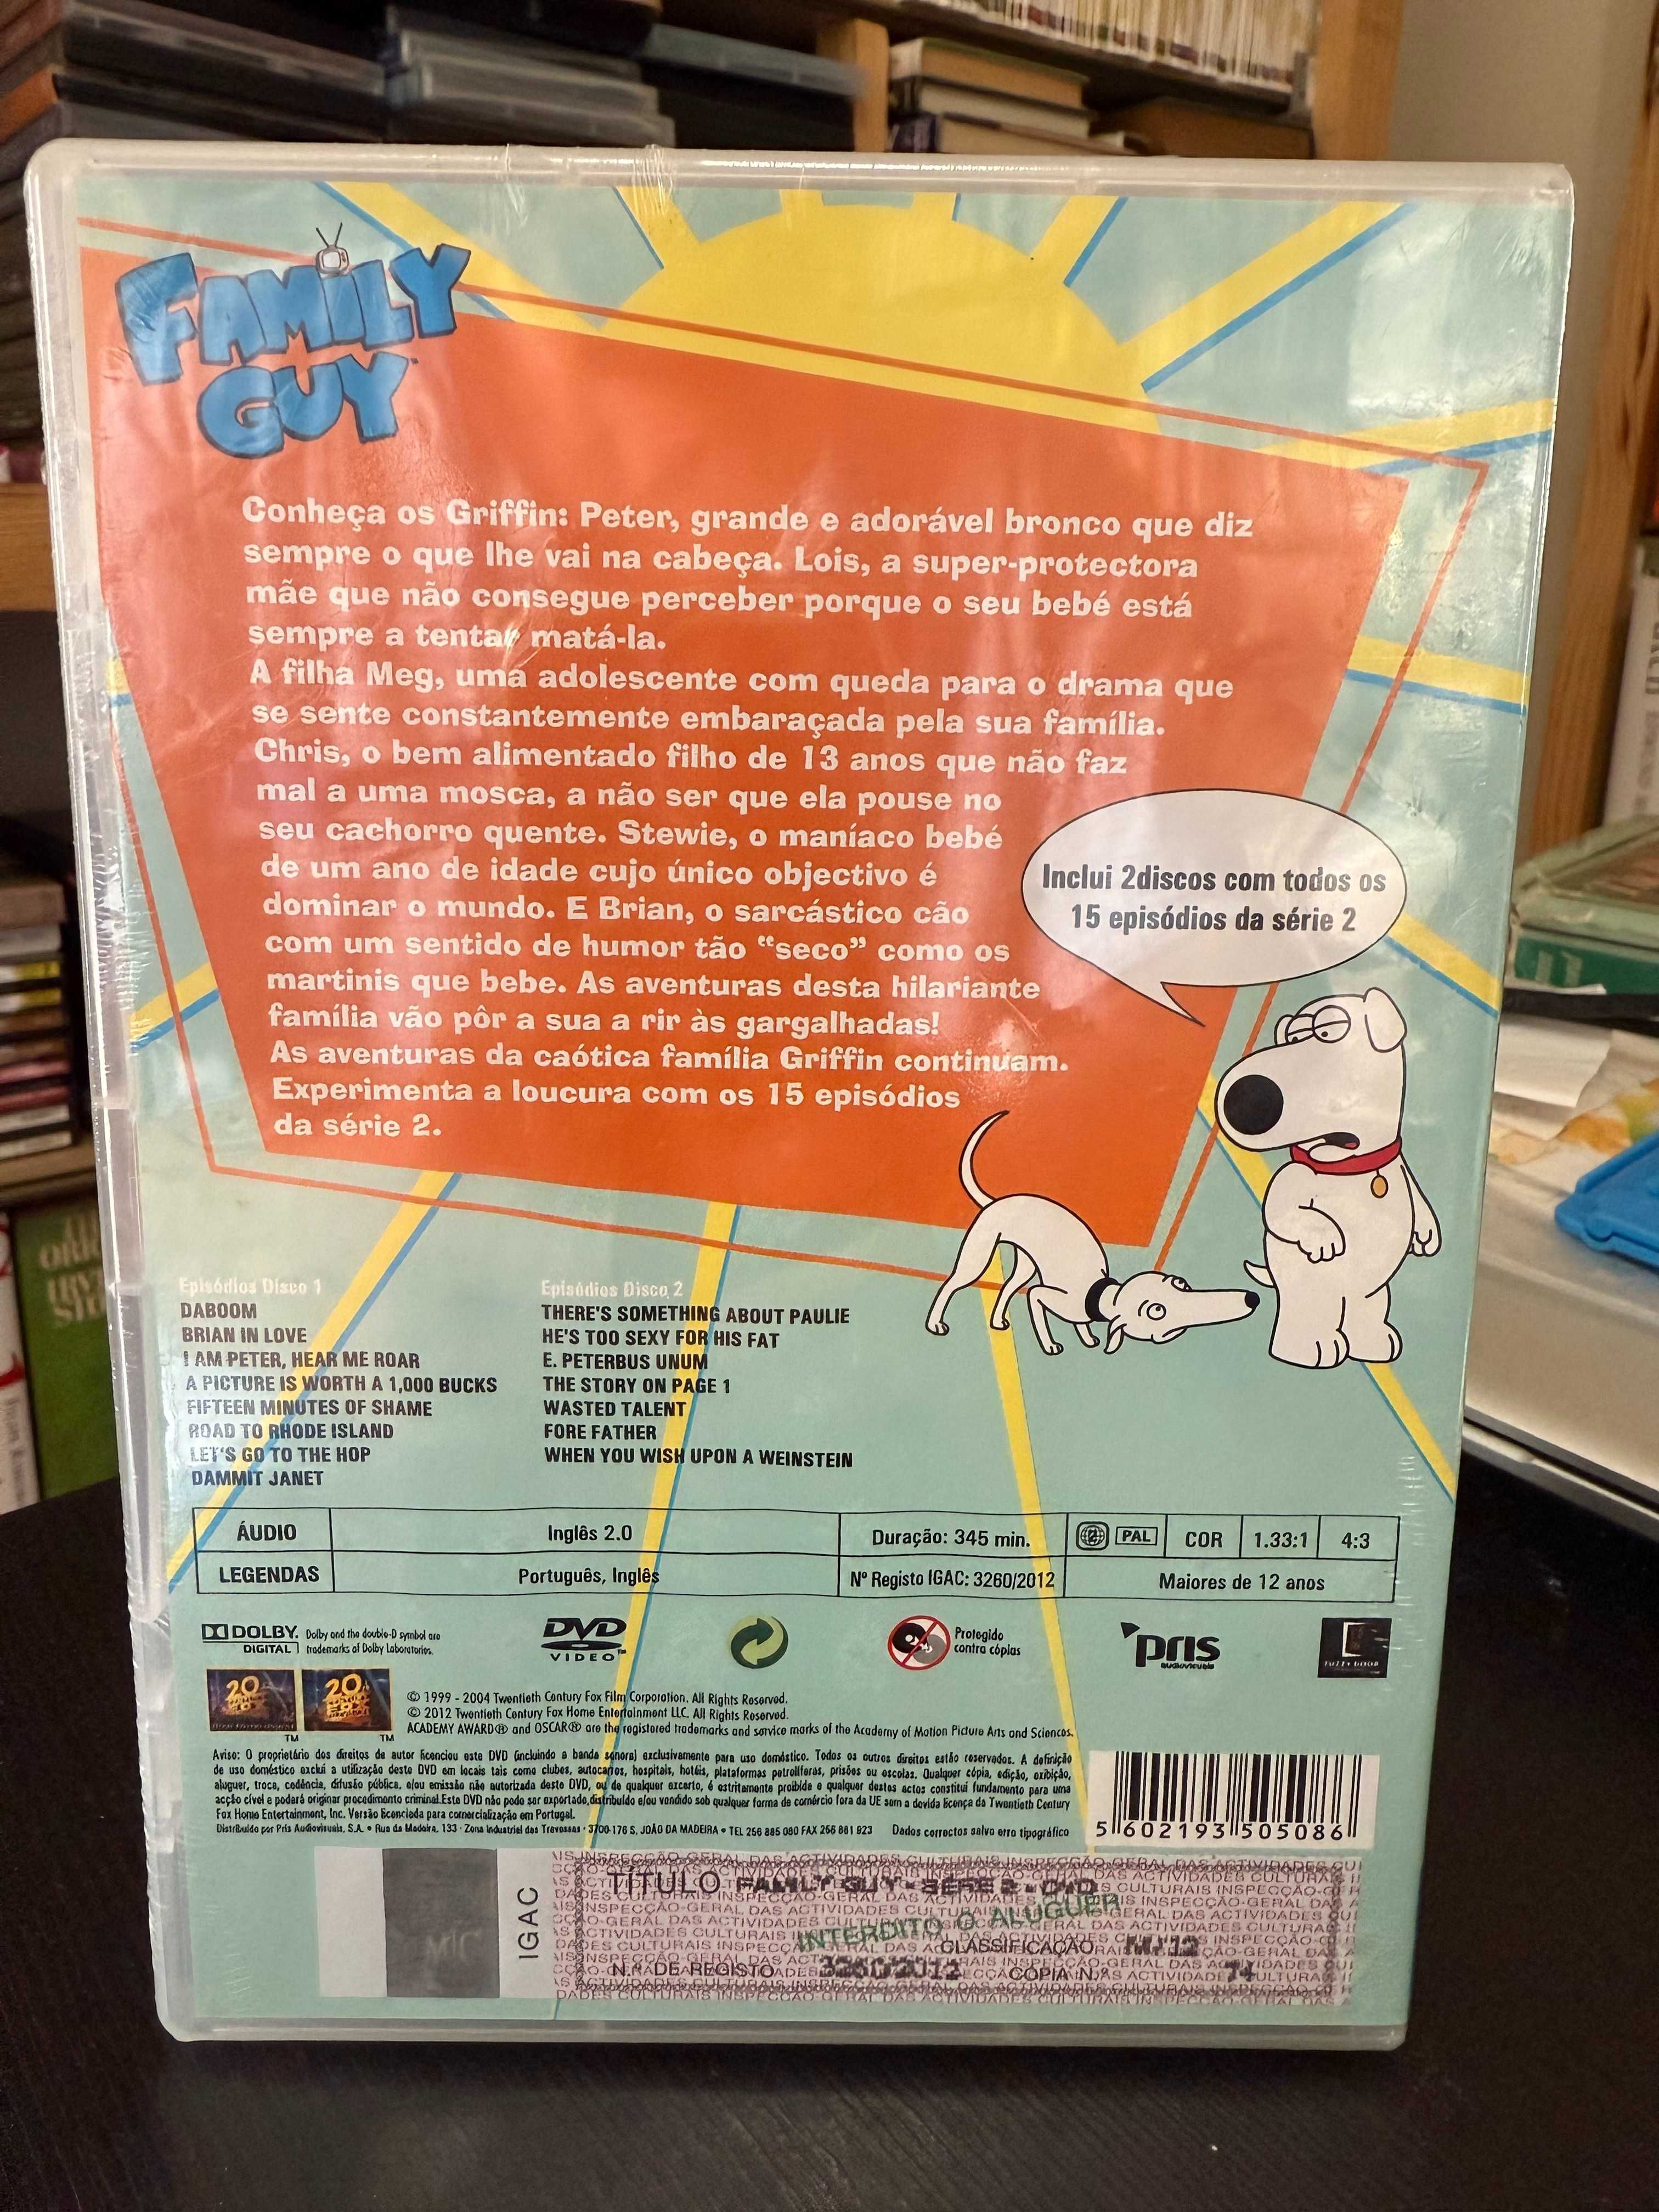 FAMILY
GUY
Conheça os Griffin: Peter, grande e adorável bronco que diz
sempre o que lhe vai na cabeça. Lois, a super-protectora
mãe que não consegue perceber porque o seu bebé está
sempre a tentar matá-la.
A filha Meg, uma adolescente com queda para o drama que
se sente constantemente embaraçada pela sua família.
Chris, o bem alimentado filho de 13 anos que não faz
mal a uma mosca, a não ser que ela pouse no
seu cachorro quente. Stewie, o maníaco bebé
de um ano de idade cujo único objectivo é
dominar o mundo. E Brian, o sarcástico cão
com um sentido de humor tão “seco” como os
martinis que bebe. As aventuras desta hilariante
família vão pôr a sua a rir às gargalhadas!
As aventuras da caótica família Griffin continuam.
Experimenta a loucura com os 15 episódios
da série 2.
Inclui 2discos com todos os
15 episódios da série 2
Episódios Disco 1
DABOOM
BRIAN IN LOVE
I AM PETER, HEAR ME ROAR
A PICTURE IS WORTH A 1,000 BUCKS
FIFTEEN MINUTES OF SHAME
ROAD TO RHODE ISLAND
LET'S GO TO THE HOP
DAMMIT JANET
Episódios Disco 2
THERE'S SOMETHING ABOUT PAULIE
HE'S TOO SEXY FOR HIS FAT
E. PETERBUS UNUM
THE STORY ON PAGE 1
WASTED TALENT
FORE FATHER
WHEN YOU WISH UPON A WEINSTEIN
ÁUDIO Inglês 2.0 Duração: 345 min. 2 PAL COR 1.33:1 4:3
LEGENDAS Português, Inglês Nº Registo IGAC: 3260/2012 Maiores de 12 anos
DOLBY DIGITAL
Dolby and the double-D symbol are
trademarks of Dolby Laboratories.
DVD VIDEO
Protegido
contra cópias
pris
audiovisuais
FUZZY DOOR
20 TM
20 TM
© 1999 - 2004 Twentieth Century Fox Film Corporation. All Rights Reserved.
© 2012 Twentieth Century Fox Home Entertainment LLC. All Rights Reserved.
ACADEMY AWARD® and OSCAR® are the registered trademarks and service marks of the Academy of Motion Picture Arts and Sciences.
Aviso: O proprietário dos direitos de autor licenciou este DVD (incluindo a banda sonora) exclusivamente para uso doméstico. Todos os outros direitos estão reservados. A definição
de uso doméstico exclui a utilização deste DVD em locais tais como clubes, autocarros, hospitais, hotéis, plataformas petrolíferas, prisões ou escolas. Qualquer cópia, edição, exibição,
aluguer, troca, cedência, difusão pública, e/ou emissão não autorizada deste DVD, ou de qualquer excerto, é estritamente proibida e qualquer destes actos constitui fundamento para uma
acção cível e poderá originar procedimento criminal.Este DVD não pode ser exportado,distribuído e/ou vendido sob qualquer forma de comércio fora da UE sem a devida licença da Twentieth Century
Fox Home Entertainment, Inc. Versão licenciada para comercialização em Portugal.
Distribuído por Pris Audiovisuais, S.A. • Rua da Madeira, 133 - Zona Industrial das Travessas • 3700-176 S. JOÃO DA MADEIRA • TEL 256 885 080 FAX 256 881 923 Dados correctos salvo erro tipográfico
5 602193 505086
IGAC
TÍTULO FAMILY GUY - SÉRIE 2 - DVD
INTERDITO O ALUGUER
CLASSIFICAÇÃO M/12
N.º DE REGISTO 3260/2012 CÓPIA N.º 74